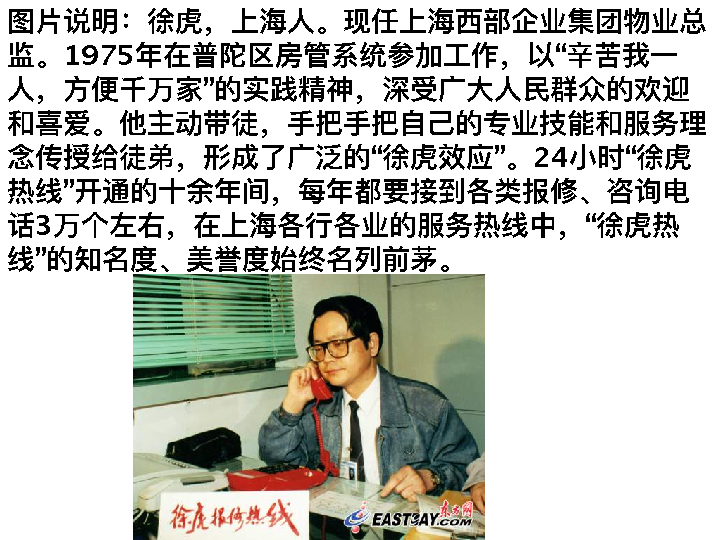 图片说明：徐虎，上海人。现任上海西部企业集团物业总
监。1975年在普陀区房管系统参加工作，以“辛苦我一
人，方便千万家”的实践精神，深受广大人民群众的欢迎
和喜爱。他主动带徒，手把手把自己的专业技能和服务理
念传授给徒弟，形成了广泛的“徐虎效应”。24小时“徐虎
热线”开通的十余年间，每年都要接到各类报修、咨询电
话3万个左右，在上海各行各业的服务热线中，“徐虎热
线”的知名度、美誉度始终名列前茅。
徐虎报修热线
东方网
EASTDAY.COM